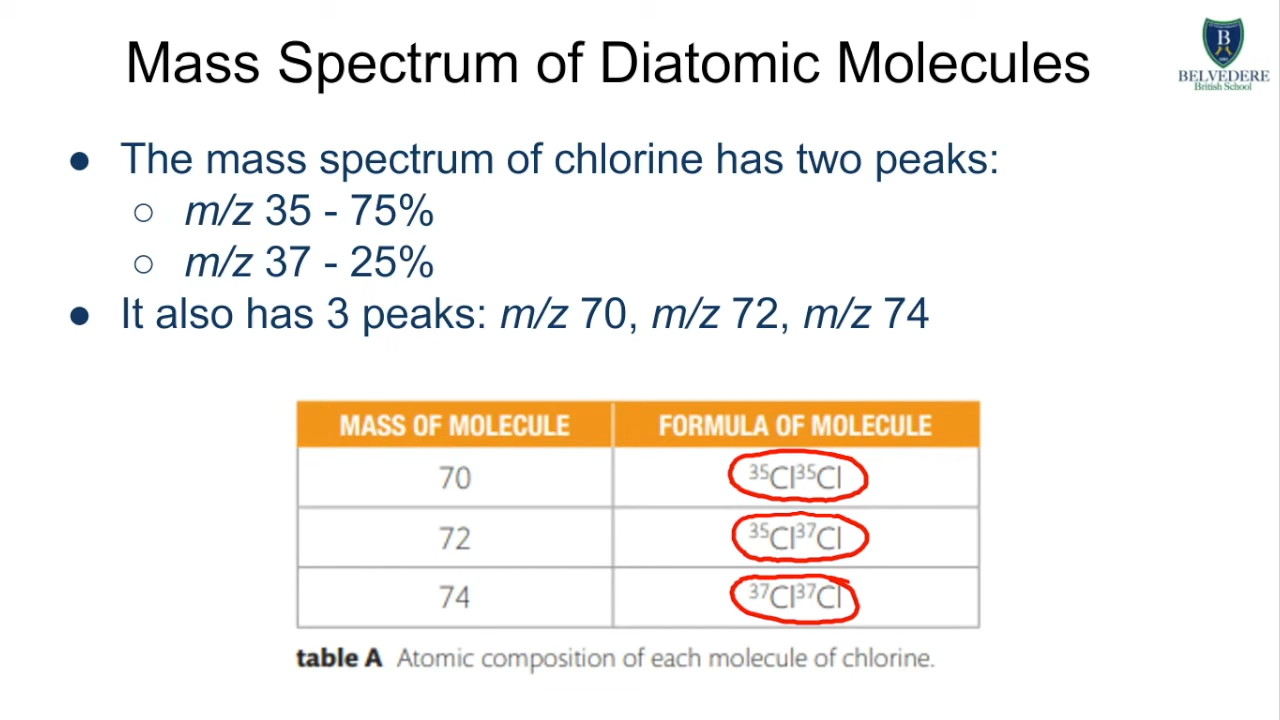 Mass Spectrum of Diatomic Molecules
B
BELVEDERE
British School
● The mass spectrum of chlorine has two peaks:
○ m/z 35 - 75%
○ m/z 37 - 25%
● It also has 3 peaks: m/z 70, m/z 72, m/z 74
MASS OF MOLECULE FORMULA OF MOLECULE
70 ³⁵Cl³⁵Cl
72 ³⁵Cl³⁷Cl
74 ³⁷Cl³⁷Cl
table A Atomic composition of each molecule of chlorine.